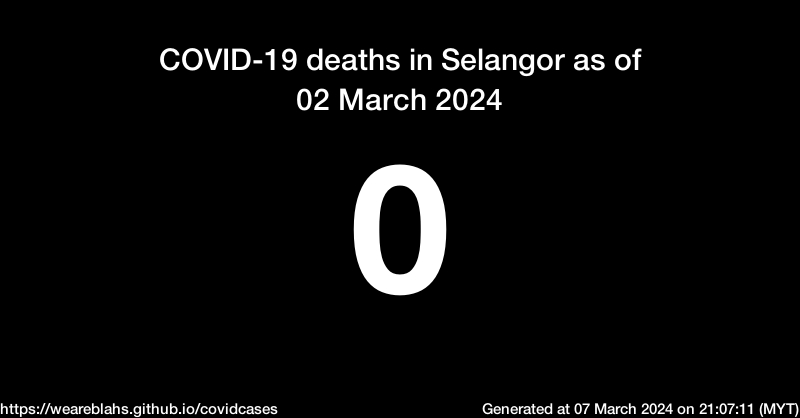 COVID-19 deaths in Selangor as of
02 March 2024
0
https://weareblahs.github.io/covidcases
Generated at 07 March 2024 on 21:07:11 (MYT)